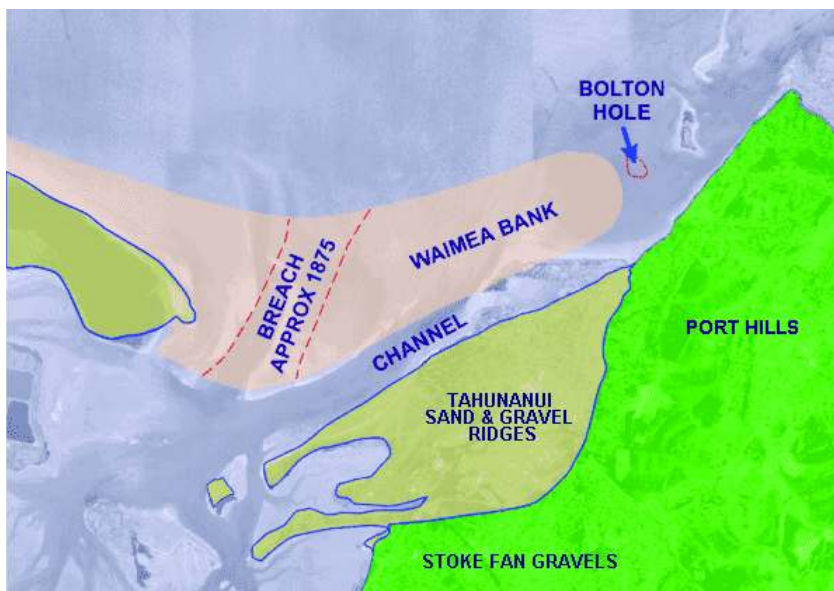 BOLTON
HOLE
WAIMEA BANK
BREACH
APPROX 1875
CHANNEL
PORT HILLS
TAHUNANUI
SAND & GRAVEL
RIDGES
STOKE FAN GRAVELS